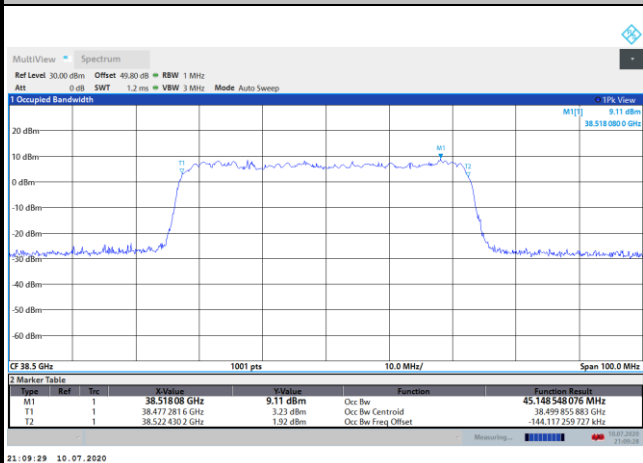 MultiView Spectrum
Ref Level 30.00 dBm Offset 49.80 dB RBW 1 MHz
Att 0 dB SWT 1.2 ms VBW 3 MHz Mode Auto Sweep
1 Occupied Bandwidth 1Pk View
M1[1] 9.11 dBm
38.518 080 0 GHz
20 dBm
M1
10 dBm
T1
T2
0 dBm
-10 dBm
-20 dBm
-30 dBm
-40 dBm
-50 dBm
-60 dBm
CF 38.5 GHz 1001 pts 10.0 MHz/ Span 100.0 MHz
2 Marker Table
Type Ref Trc X-Value Y-Value Function Function Result
M1 1 38.518 08 GHz 9.11 dBm Occ Bw 45.148 548 076 MHz
T1 1 38.477 281 6 GHz 3.23 dBm Occ Bw Centroid 38.499 855 883 GHz
T2 1 38.522 430 2 GHz 1.92 dBm Occ Bw Freq Offset -144.117 259 727 kHz
Measuring... 10.07.2020
21:09:29
21:09:29 10.07.2020